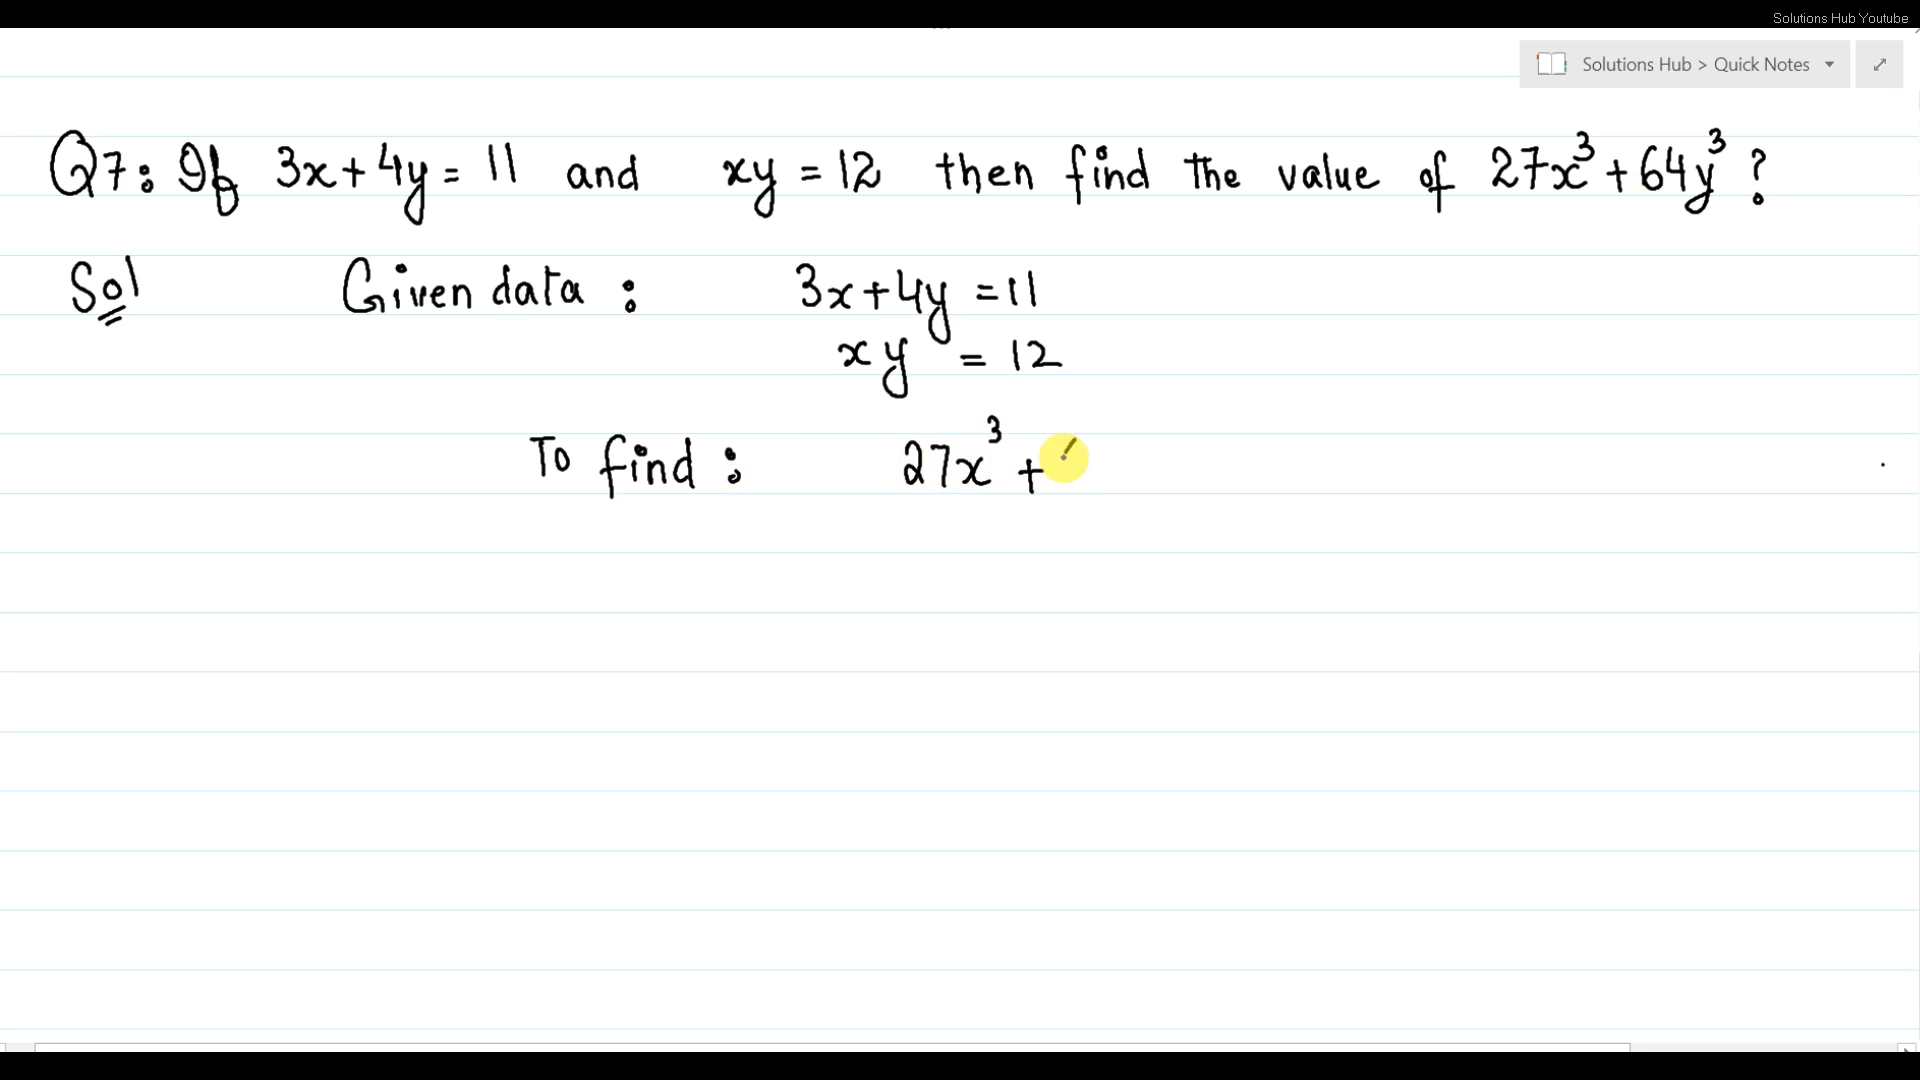 Solutions Hub Youtube
Solutions Hub > Quick Notes
Q7: If 3x+4y = 11 and xy = 12 then find the value of 27x³+64y³?
Sol Given data : 3x+4y =11
xy = 12
To find : 27x³ +